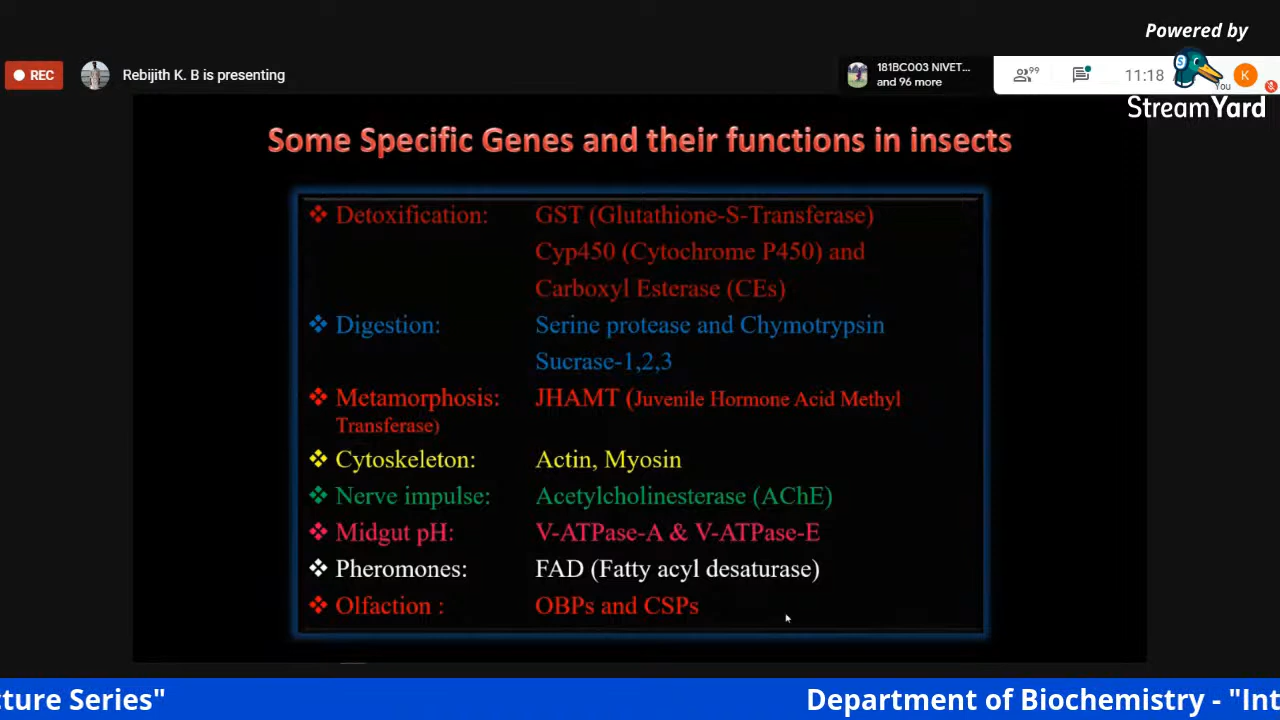 Powered by
REC
Rebijith K. B is presenting
181BC003 NIVET...
and 96 more
99
11:18
You
K
StreamYard
Some Specific Genes and their functions in insects
❖ Detoxification: GST (Glutathione-S-Transferase)
Cyp450 (Cytochrome P450) and
Carboxyl Esterase (CEs)
❖ Digestion: Serine protease and Chymotrypsin
Sucrase-1,2,3
❖ Metamorphosis: JHAMT (Juvenile Hormone Acid Methyl
Transferase)
❖ Cytoskeleton: Actin, Myosin
❖ Nerve impulse: Acetylcholinesterase (AChE)
❖ Midgut pH: V-ATPase-A & V-ATPase-E
❖ Pheromones: FAD (Fatty acyl desaturase)
❖ Olfaction : OBPs and CSPs
cture Series" Department of Biochemistry - "Int